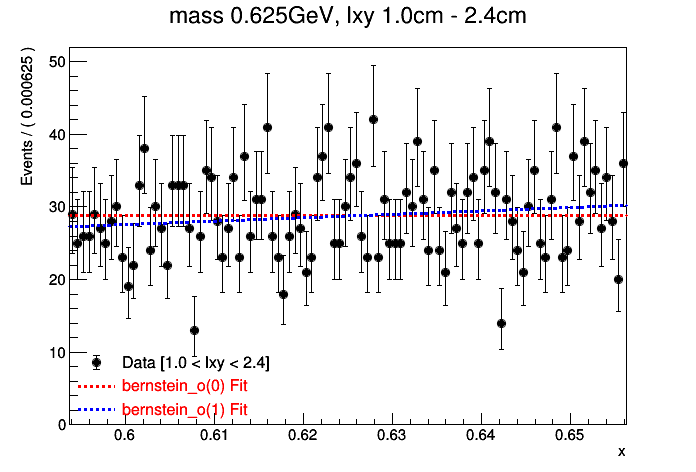 mass 0.625GeV, lxy 1.0cm - 2.4cm
Events / ( 0.000625 )
50
40
30
20
10
0
Data [1.0 < lxy < 2.4]
bernstein_o(0) Fit
bernstein_o(1) Fit
0.6 0.61 0.62 0.63 0.64 0.65
x